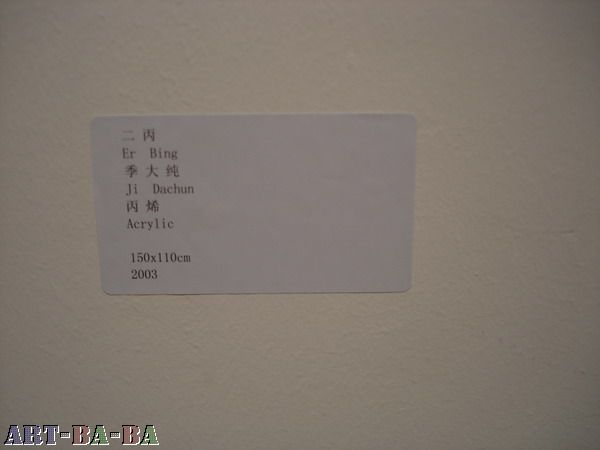 二 丙
Er Bing
季 大 纯
Ji Dachun
丙 烯
Acrylic
150x110cm
2003
ART-BA-BA